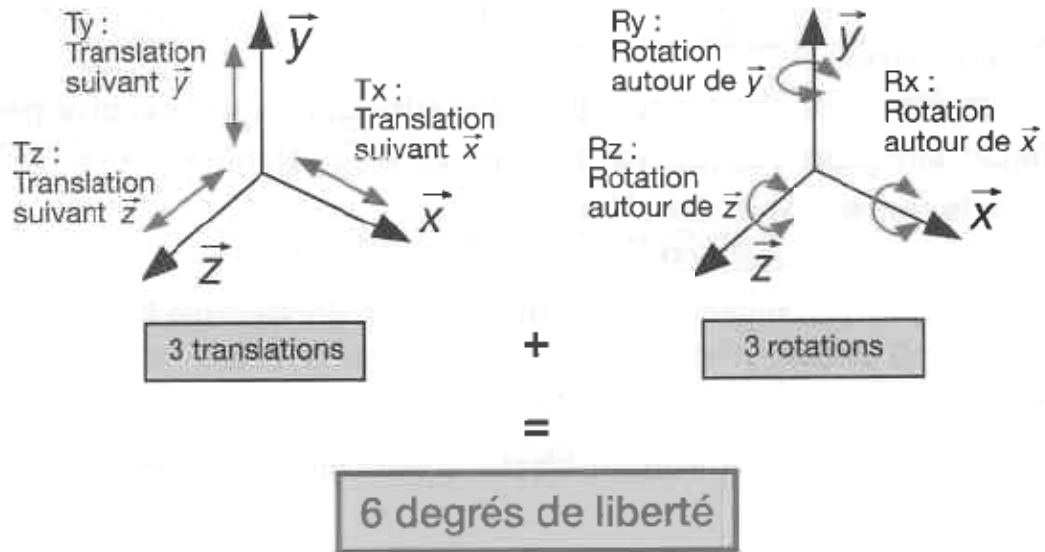 Ty :
Translation
suivant y
y
Tx :
Translation
suivant x
Tz :
Translation
suivant z
x
z
Ry :
Rotation
autour de y
y
Rx :
Rotation
autour de x
Rz :
Rotation
autour de z
x
z
3 translations
+
3 rotations
=
6 degrés de liberté